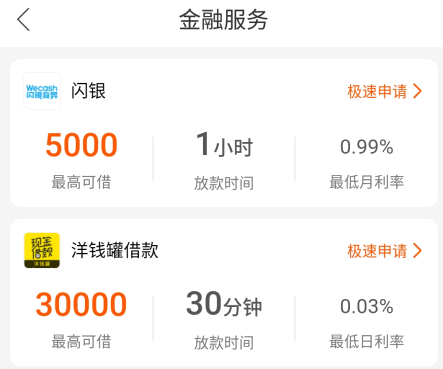 金融服务
Wecash
闪银奇异
闪银
极速申请
5000
1小时
0.99%
最高可借
放款时间
最低月利率
现金
借款
洋钱罐
洋钱罐借款
极速申请
30000
30分钟
0.03%
最高可借
放款时间
最低日利率